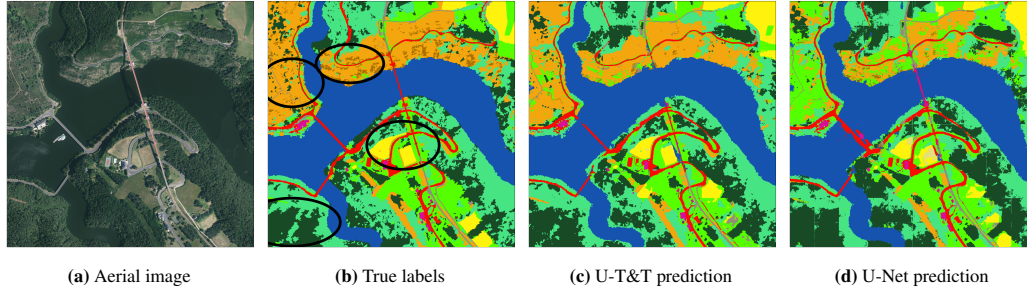 (a) Aerial image
(b) True labels
(c) U-T&T prediction
(d) U-Net prediction